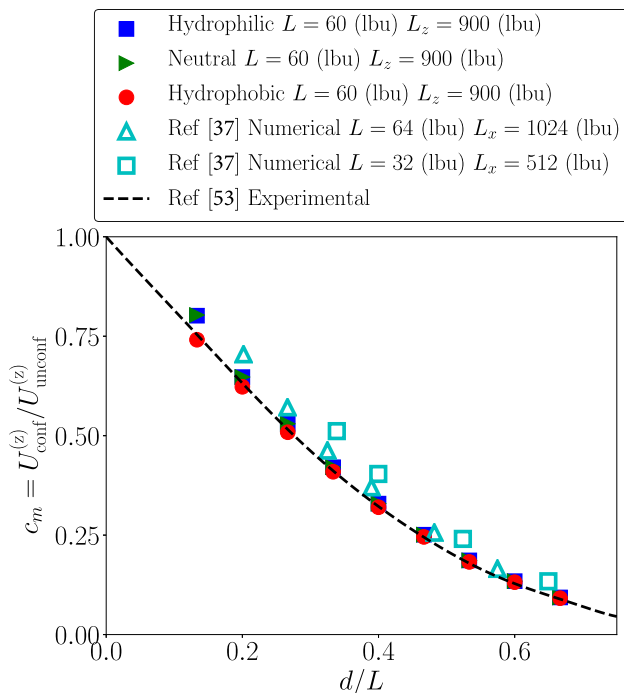 Hydrophilic L = 60 (lbu) L_z = 900 (lbu)
Neutral L = 60 (lbu) L_z = 900 (lbu)
Hydrophobic L = 60 (lbu) L_z = 900 (lbu)
Ref [37] Numerical L = 64 (lbu) L_x = 1024 (lbu)
Ref [37] Numerical L = 32 (lbu) L_x = 512 (lbu)
Ref [53] Experimental
1.00
0.75
0.50
0.25
0.00
c_m = U_conf^(z)/U_unconf^(z)
0.0 0.2 0.4 0.6
d/L